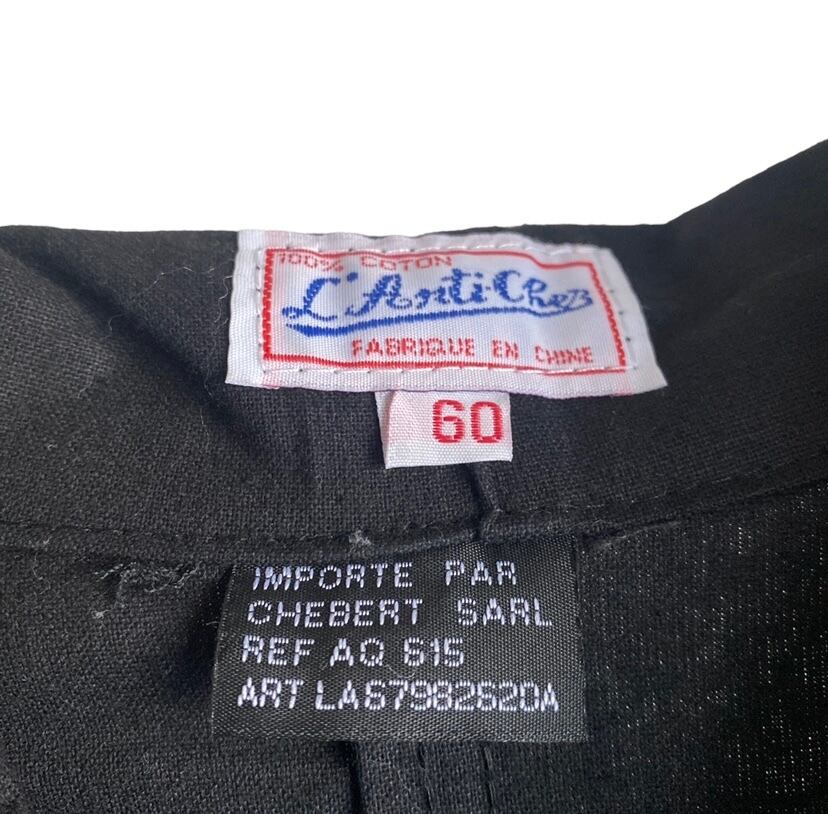 100% COTON
L'Anti-Chez
FABRIQUE EN CHINE
60
IMPORTE PAR
CHEBERT SARL
REF AQ 615
ART LA67982620A